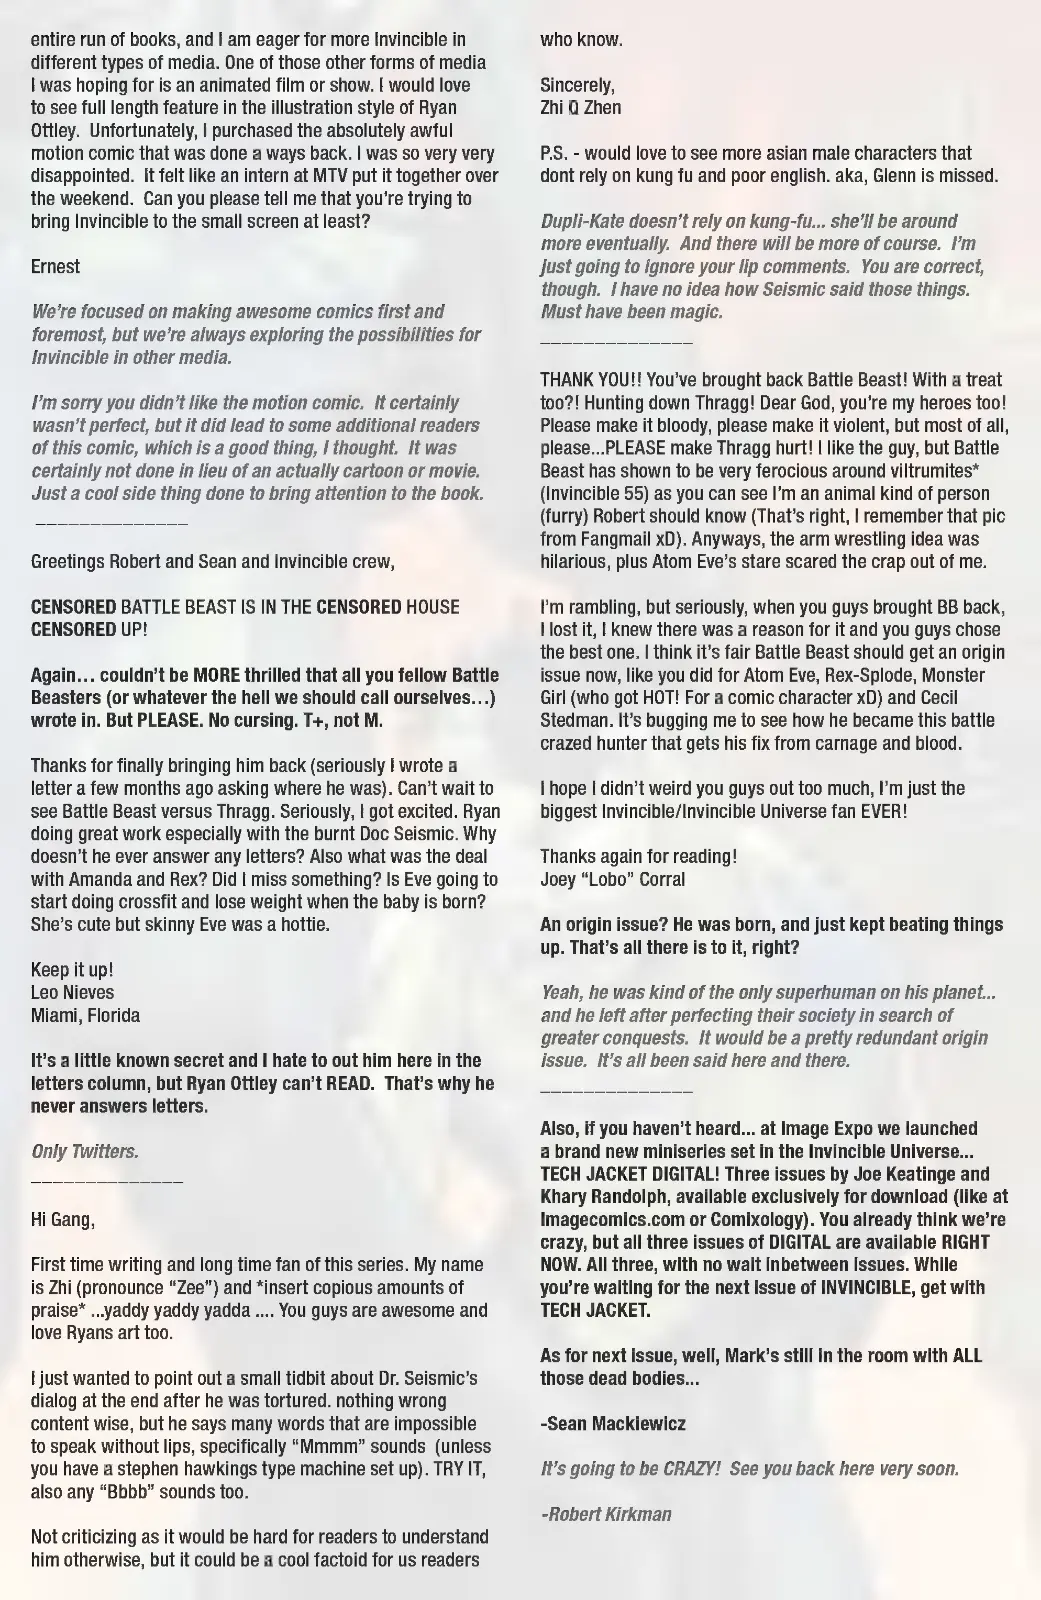 entire run of books, and I am eager for more Invincible in
different types of media. One of those other forms of media
I was hoping for is an animated film or show. I would love
to see full length feature in the illustration style of Ryan
Ottley.  Unfortunately, I purchased the absolutely awful
motion comic that was done a ways back. I was so very very
disappointed.  It felt like an intern at MTV put it together over
the weekend.  Can you please tell me that you're trying to
bring Invincible to the small screen at least?
Ernest
We're focused on making awesome comics first and
foremost, but we're always exploring the possibilities for
Invincible in other media.
I'm sorry you didn't like the motion comic.  It certainly
wasn't perfect, but it did lead to some additional readers
of this comic, which is a good thing, I thought.  It was
certainly not done in lieu of an actually cartoon or movie.
Just a cool side thing done to bring attention to the book.
______________
Greetings Robert and Sean and Invincible crew,
CENSORED BATTLE BEAST IS IN THE CENSORED HOUSE
CENSORED UP!
Again... couldn't be MORE thrilled that all you fellow Battle
Beasters (or whatever the hell we should call ourselves...)
wrote in. But PLEASE. No cursing. T+, not M.
Thanks for finally bringing him back (seriously I wrote a
letter a few months ago asking where he was). Can't wait to
see Battle Beast versus Thragg. Seriously, I got excited. Ryan
doing great work especially with the burnt Doc Seismic. Why
doesn't he ever answer any letters? Also what was the deal
with Amanda and Rex? Did I miss something? Is Eve going to
start doing crossfit and lose weight when the baby is born?
She's cute but skinny Eve was a hottie.
Keep it up!
Leo Nieves
Miami, Florida
It's a little known secret and I hate to out him here in the
letters column, but Ryan Ottley can't READ.  That's why he
never answers letters.
Only Twitters.
______________
Hi Gang,
First time writing and long time fan of this series. My name
is Zhi (pronounce "Zee") and *insert copious amounts of
praise* ...yaddy yaddy yadda .... You guys are awesome and
love Ryans art too.
I just wanted to point out a small tidbit about Dr. Seismic's
dialog at the end after he was tortured. nothing wrong
content wise, but he says many words that are impossible
to speak without lips, specifically "Mmmm" sounds  (unless
you have a stephen hawkings type machine set up). TRY IT,
also any "Bbbb" sounds too.
Not criticizing as it would be hard for readers to understand
him otherwise, but it could be a cool factoid for us readers
who know.
Sincerely,
Zhi Q Zhen
P.S. - would love to see more asian male characters that
dont rely on kung fu and poor english. aka, Glenn is missed.
Dupli-Kate doesn't rely on kung-fu... she'll be around
more eventually.  And there will be more of course.  I'm
just going to ignore your lip comments.  You are correct,
though.  I have no idea how Seismic said those things.
Must have been magic.
______________
THANK YOU!! You've brought back Battle Beast! With a treat
too?! Hunting down Thragg! Dear God, you're my heroes too!
Please make it bloody, please make it violent, but most of all,
please...PLEASE make Thragg hurt! I like the guy, but Battle
Beast has shown to be very ferocious around viltrumites*
(Invincible 55) as you can see I'm an animal kind of person
(furry) Robert should know (That's right, I remember that pic
from Fangmail xD). Anyways, the arm wrestling idea was
hilarious, plus Atom Eve's stare scared the crap out of me.
I'm rambling, but seriously, when you guys brought BB back,
I lost it, I knew there was a reason for it and you guys chose
the best one. I think it's fair Battle Beast should get an origin
issue now, like you did for Atom Eve, Rex-Splode, Monster
Girl (who got HOT! For a comic character xD) and Cecil
Stedman. It's bugging me to see how he became this battle
crazed hunter that gets his fix from carnage and blood.
I hope I didn't weird you guys out too much, I'm just the
biggest Invincible/Invincible Universe fan EVER!
Thanks again for reading!
Joey "Lobo" Corral
An origin issue? He was born, and just kept beating things
up. That's all there is to it, right?
Yeah, he was kind of the only superhuman on his planet...
and he left after perfecting their society in search of
greater conquests.  It would be a pretty redundant origin
issue.  It's all been said here and there.
______________
Also, if you haven't heard... at Image Expo we launched
a brand new miniseries set in the Invincible Universe...
TECH JACKET DIGITAL! Three issues by Joe Keatinge and
Khary Randolph, available exclusively for download (like at
Imagecomics.com or Comixology). You already think we're
crazy, but all three issues of DIGITAL are available RIGHT
NOW. All three, with no wait inbetween issues. While
you're waiting for the next issue of INVINCIBLE, get with
TECH JACKET.
As for next issue, well, Mark's still in the room with ALL
those dead bodies...
-Sean Mackiewicz
It's going to be CRAZY!  See you back here very soon.
-Robert Kirkman